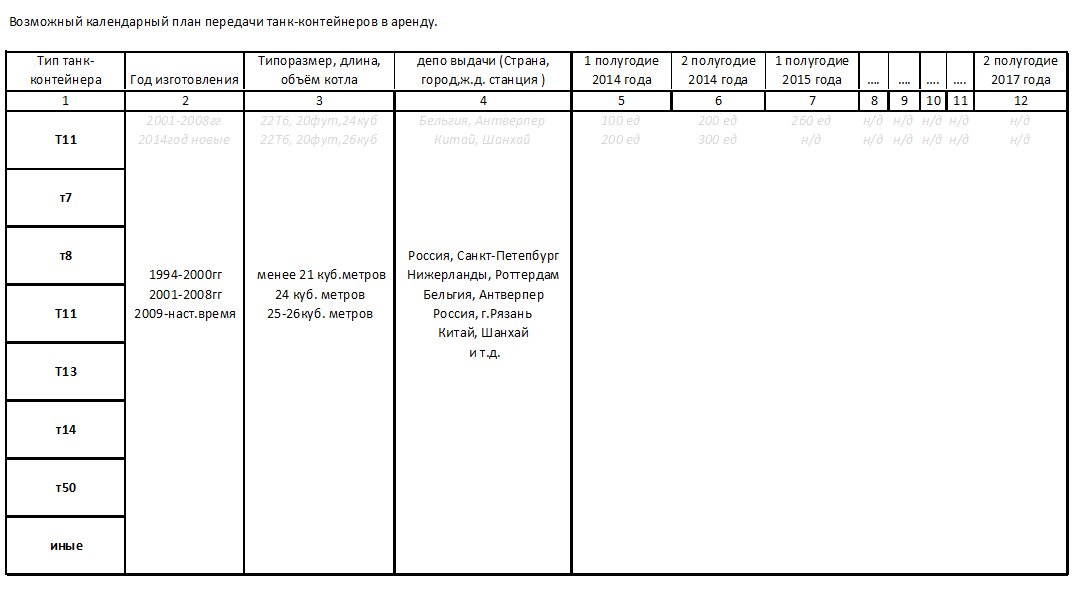 Возможный календарный план передачи танк-контейнеров в аренду.
Тип танк-контейнера Год изготовления Типоразмер, длина, объём котла депо выдачи (Страна, город,ж.д. станция ) 1 полугодие 2014 года 2 полугодие 2014 года 1 полугодие 2015 года .... .... .... .... 2 полугодие 2017 года
1 2 3 4 5 6 7 8 9 10 11 12
Т11
2001-2008гг 22Т6, 20фут,24куб Бельгия, Антверпер 100 ед 200 ед 260 ед н/д н/д н/д н/д н/д
2014год новые 22Т6, 20фут,26куб Китай, Шанхай 200 ед 300 ед н/д н/д н/д н/д н/д н/д
т7
т8
Т11
Т13
т14
т50
иные
1994-2000гг
2001-2008гг
2009-наст.время
менее 21 куб.метров
24 куб. метров
25-26куб. метров
Россия, Санкт-Петепбург
Нижерланды, Роттердам
Бельгия, Антверпер
Россия, г.Рязань
Китай, Шанхай
и т.д.